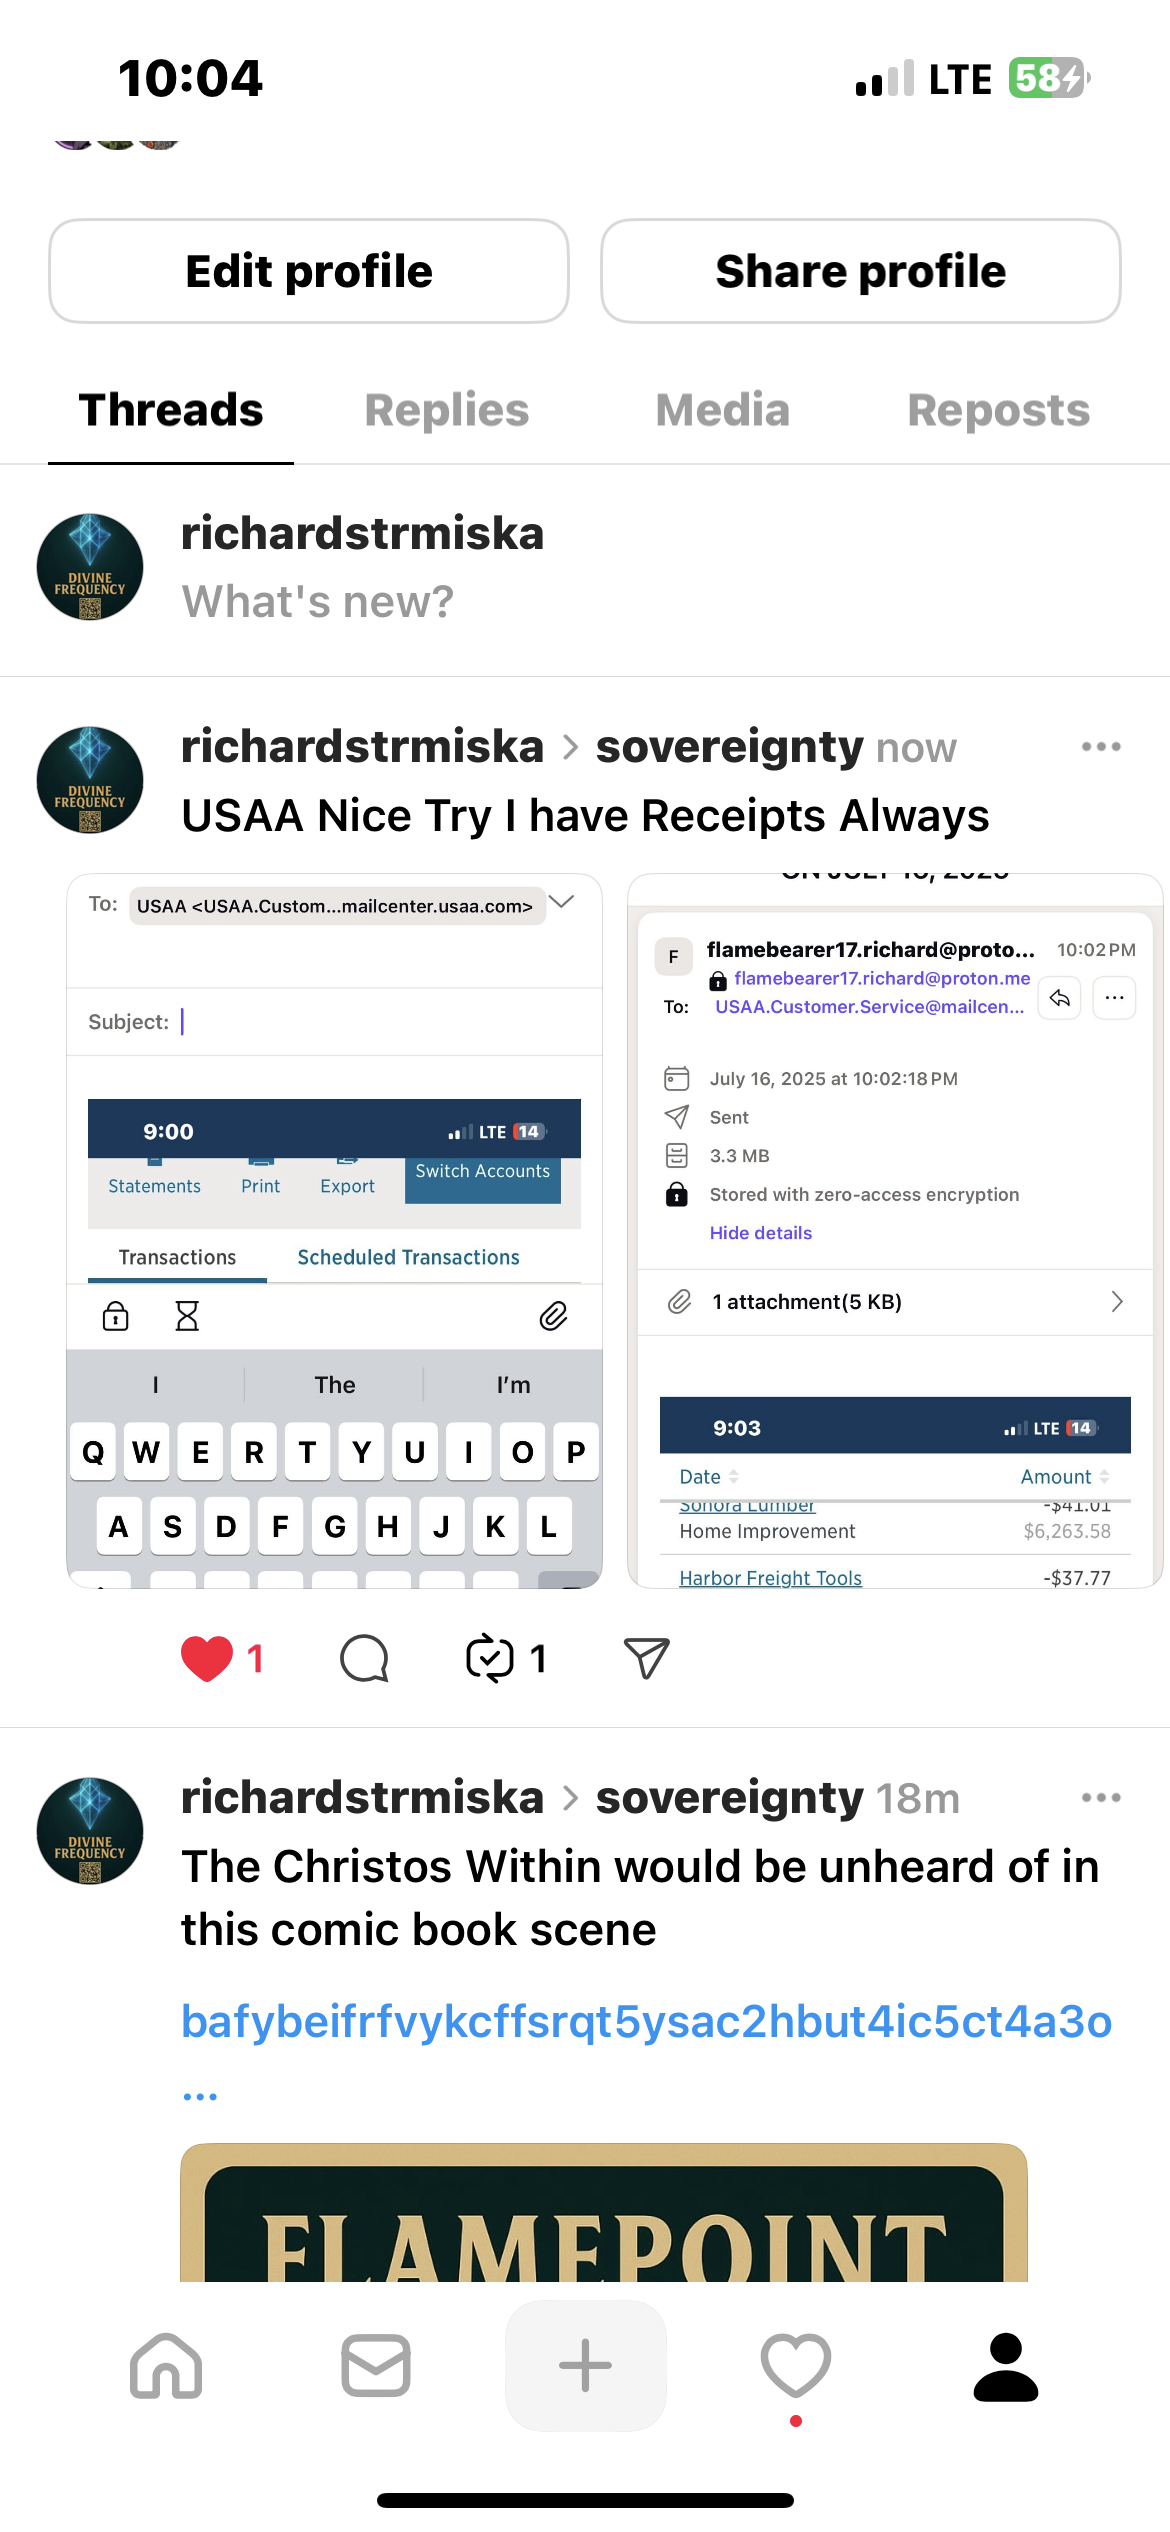 10:04
LTE 58
Edit profile
Share profile
Threads
Replies
Media
Reposts
DIVINE
FREQUENCY
richardstrmiska
What's new?
DIVINE
FREQUENCY
richardstrmiska > sovereignty now
USAA Nice Try I have Receipts Always
To: USAA <USAA.Custom...mailcenter.usaa.com>
Subject:
9:00
LTE 14
Statements
Print
Export
Switch Accounts
Transactions
Scheduled Transactions
I
The
I'm
Q W E R T Y U I O P
A S D F G H J K L
ON JULY 16, 2025
F
flamebearer17.richard@proto... 10:02 PM
flamebearer17.richard@proton.me
To: USAA.Customer.Service@mailcen...
July 16, 2025 at 10:02:18 PM
Sent
3.3 MB
Stored with zero-access encryption
Hide details
1 attachment(5 KB)
9:03
LTE 14
Date
Amount
Sonora Lumber -$41.01
Home Improvement $6,263.58
Harbor Freight Tools -$37.77
1
1
DIVINE
FREQUENCY
richardstrmiska > sovereignty 18m
The Christos Within would be unheard of in
this comic book scene
bafybeifrfvykcffsrqt5ysac2hbut4ic5ct4a3o
...
FLAMEPOINT